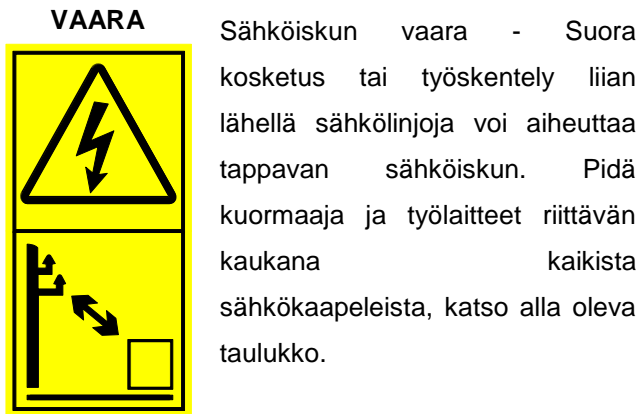 VAARA
Sähköiskun vaara - Suora
kosketus tai työskentely liian
lähellä sähkölinjoja voi aiheuttaa
tappavan sähköiskun. Pidä
kuormaaja ja työlaitteet riittävän
kaukana kaikista
sähkökaapeleista, katso alla oleva
taulukko.